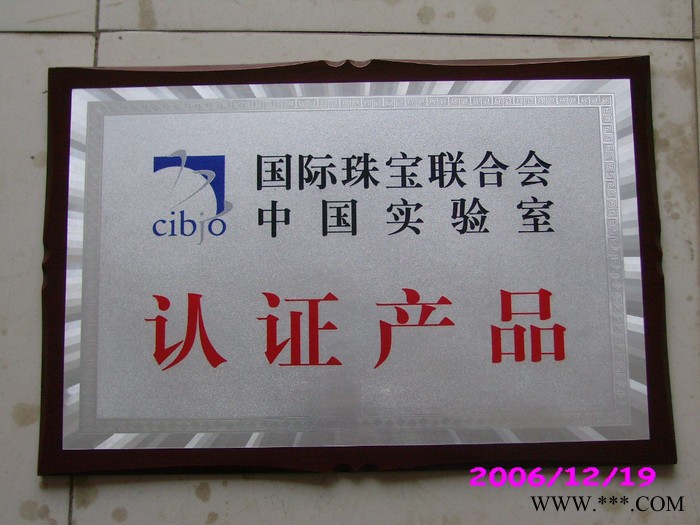 国际珠宝联合会
cibjo
中国实验室
认证产品
2006/12/19
WWW.***.COM